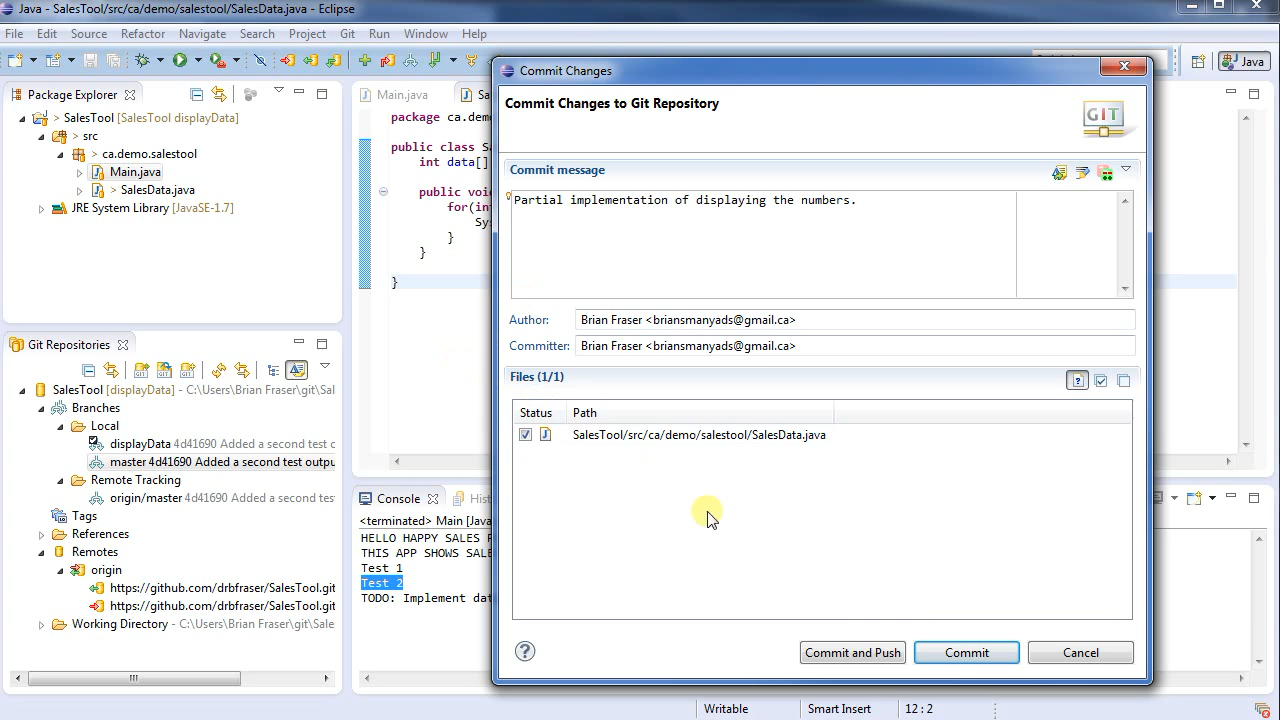 Java - SalesTool/src/ca/demo/salestool/SalesData.java - Eclipse
File Edit Source Refactor Navigate Search Project Git Run Window Help
Java
Package Explorer
> SalesTool [SalesTool displayData]
> src
> ca.demo.salestool
Main.java
> SalesData.java
JRE System Library [JavaSE-1.7]
Git Repositories
SalesTool [displayData] - C:\Users\Brian Fraser\git\Sal
Branches
Local
displayData 4d41690 Added a second test c
master 4d41690 Added a second test outpu
Remote Tracking
origin/master 4d41690 Added a second test
Tags
References
Remotes
origin
https://github.com/drbfraser/SalesTool.git
https://github.com/drbfraser/SalesTool.git
Working Directory - C:\Users\Brian Fraser\git\Sale
Main.java
package ca.demo
public class S
int data[]
public voi
for(int
Sy
}
}
}
Console
Hist
<terminated> Main [Java
HELLO HAPPY SALES
THIS APP SHOWS SALE
Test 1
Test 2
TODO: Implement dat
Commit Changes
Commit Changes to Git Repository
GIT
Commit message
Partial implementation of displaying the numbers.
Author: Brian Fraser <briansmanyads@gmail.ca>
Committer: Brian Fraser <briansmanyads@gmail.ca>
Files (1/1)
Status Path
SalesTool/src/ca/demo/salestool/SalesData.java
Commit and Push Commit Cancel
Writable Smart Insert 12 : 2